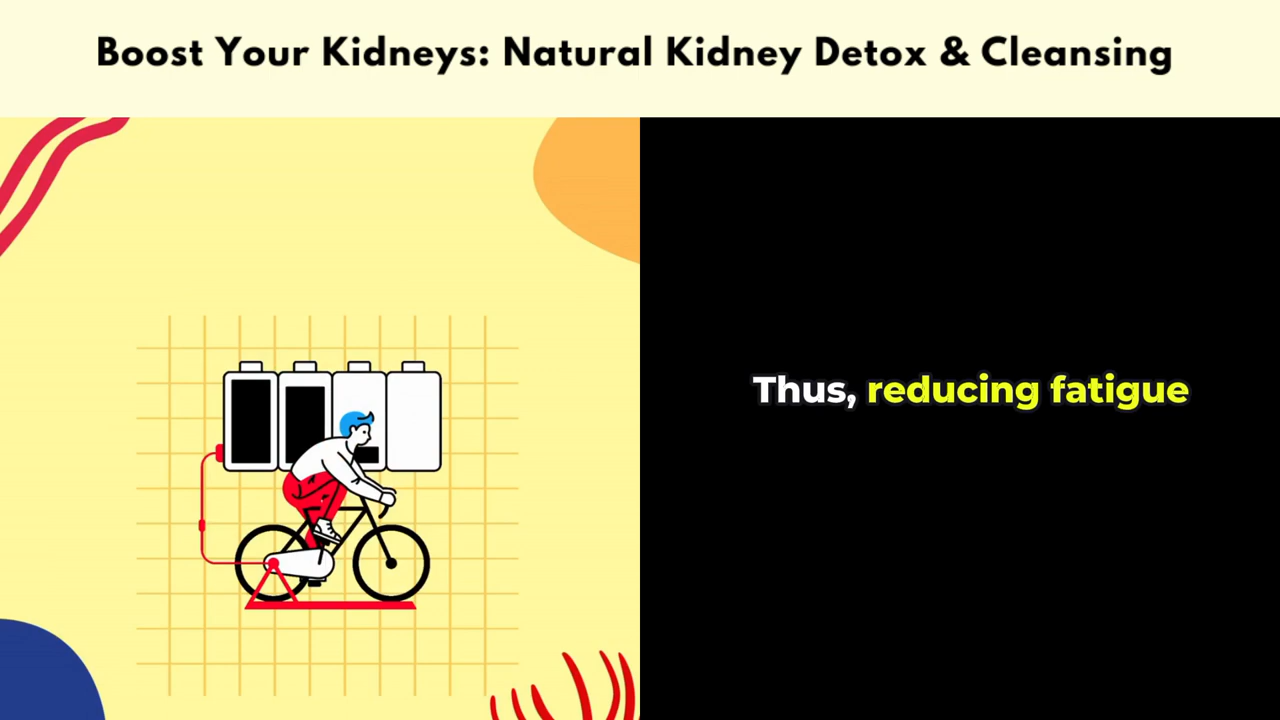 Boost Your Kidneys: Natural Kidney Detox & Cleansing
Thus, reducing fatigue